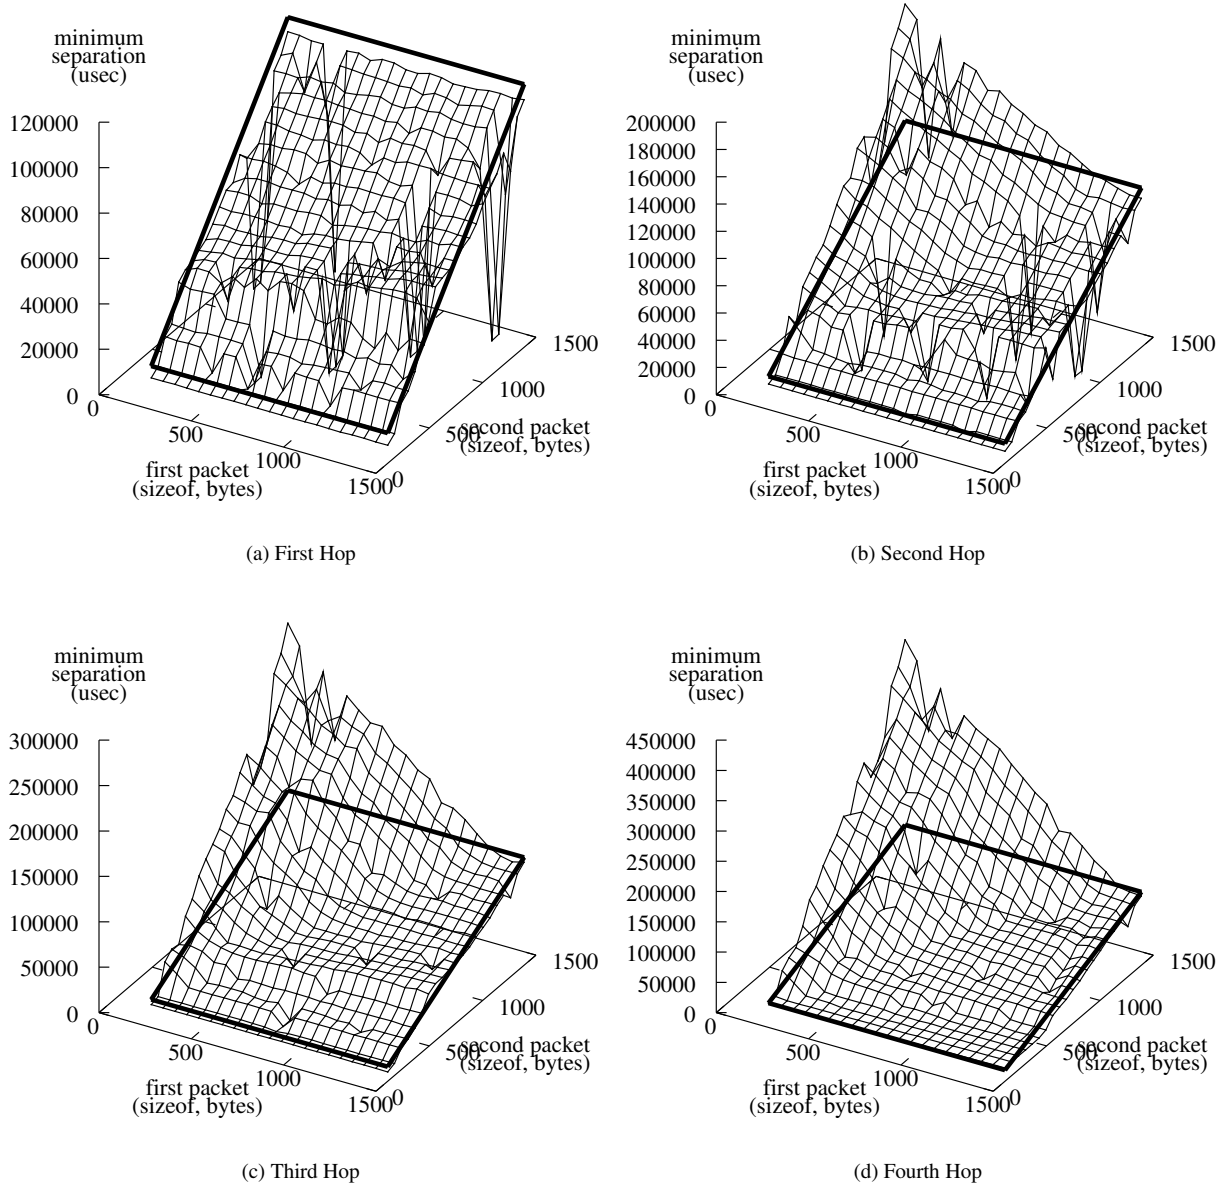 minimum
separation
(usec)
120000
100000
80000
60000
40000
20000
0
0
500
1000
1500
first packet
(sizeof, bytes)
0
500
1000
1500
second packet
(sizeof, bytes)
(a) First Hop
minimum
separation
(usec)
200000
180000
160000
140000
120000
100000
80000
60000
40000
20000
0
0
500
1000
1500
first packet
(sizeof, bytes)
0
500
1000
1500
second packet
(sizeof, bytes)
(b) Second Hop
minimum
separation
(usec)
300000
250000
200000
150000
100000
50000
0
0
500
1000
1500
first packet
(sizeof, bytes)
0
500
1000
1500
second packet
(sizeof, bytes)
(c) Third Hop
minimum
separation
(usec)
450000
400000
350000
300000
250000
200000
150000
100000
50000
0
0
500
1000
1500
first packet
(sizeof, bytes)
0
500
1000
1500
second packet
(sizeof, bytes)
(d) Fourth Hop